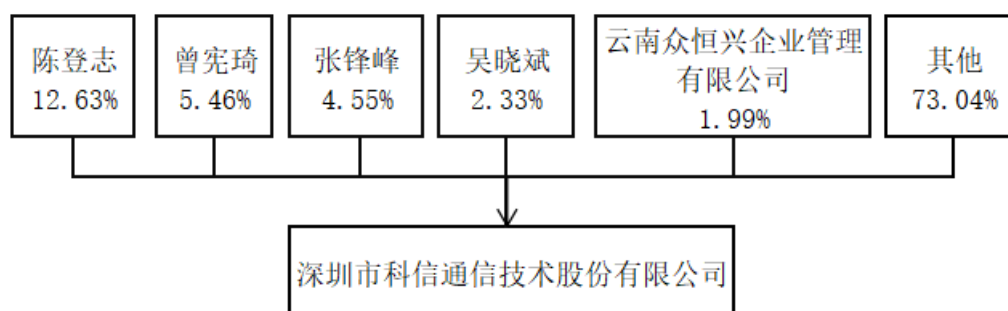 陈登志
12.63%
曾宪琦
5.46%
张锋峰
4.55%
吴晓斌
2.33%
云南众恒兴企业管理
有限公司
1.99%
其他
73.04%
深圳市科信通信技术股份有限公司